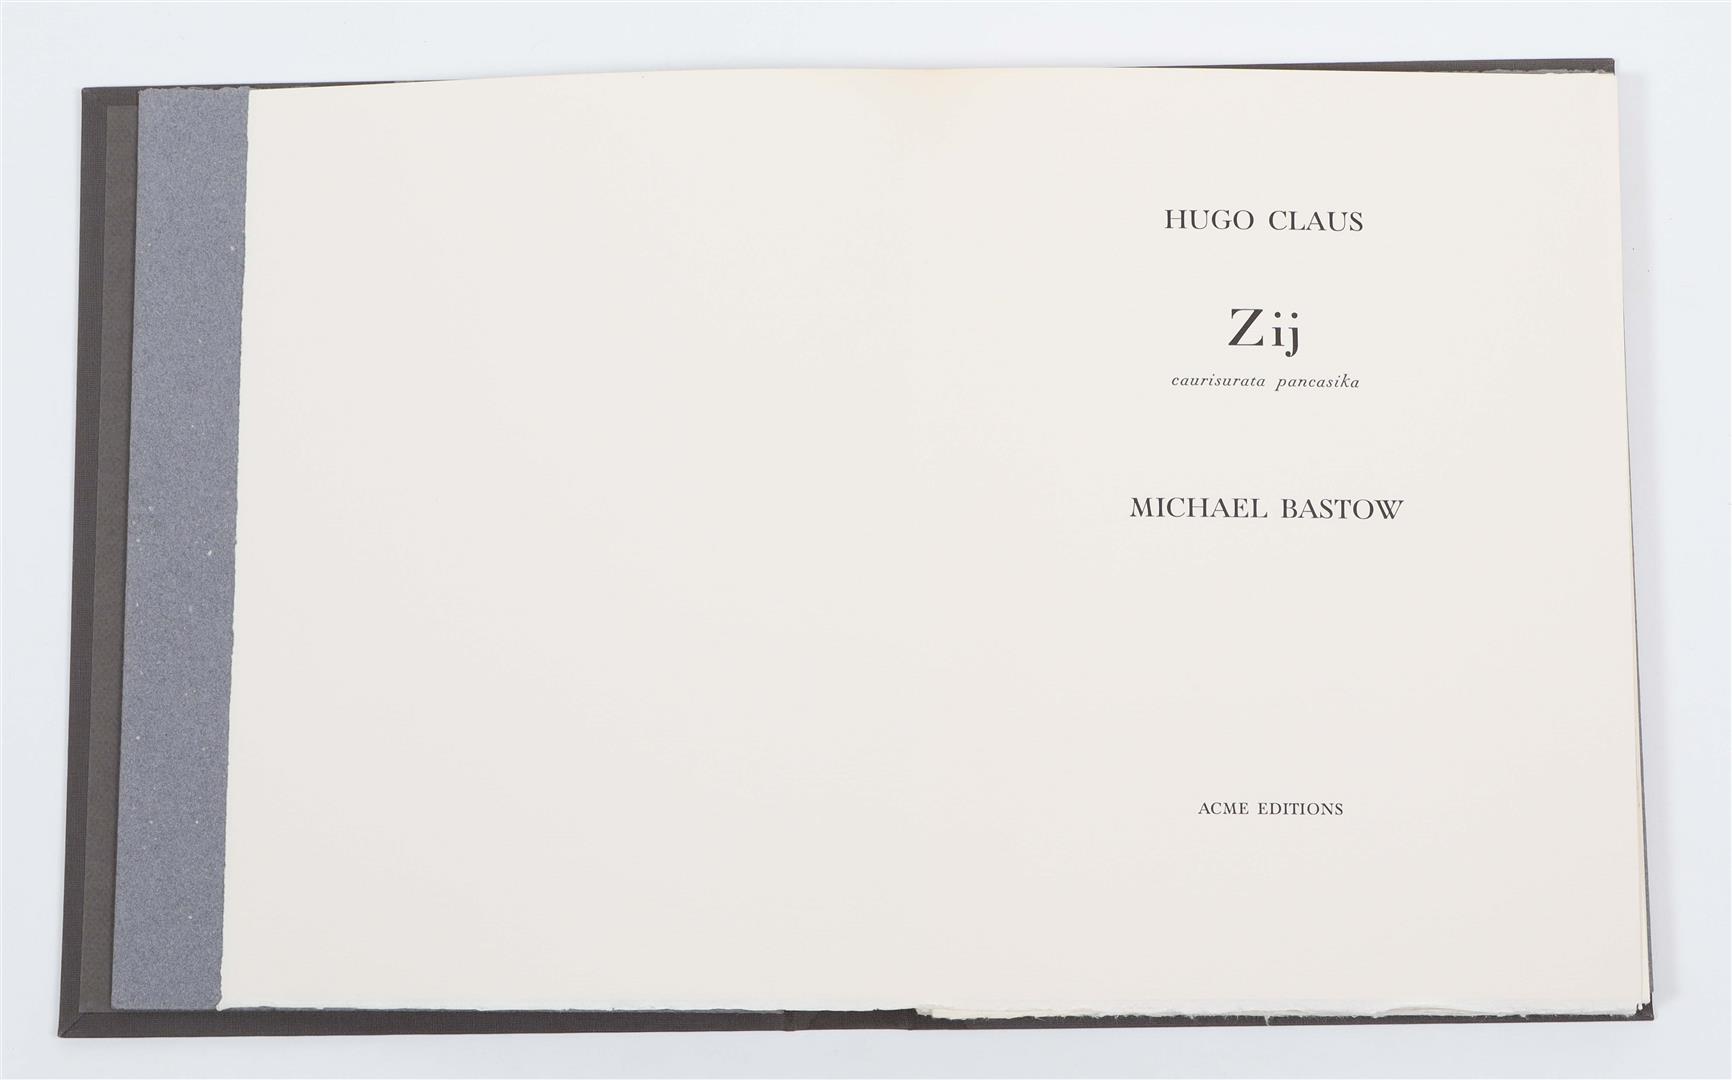 HUGO CLAUS
Zij
caurisurata pancasika
MICHAEL BASTOW
ACME EDITIONS